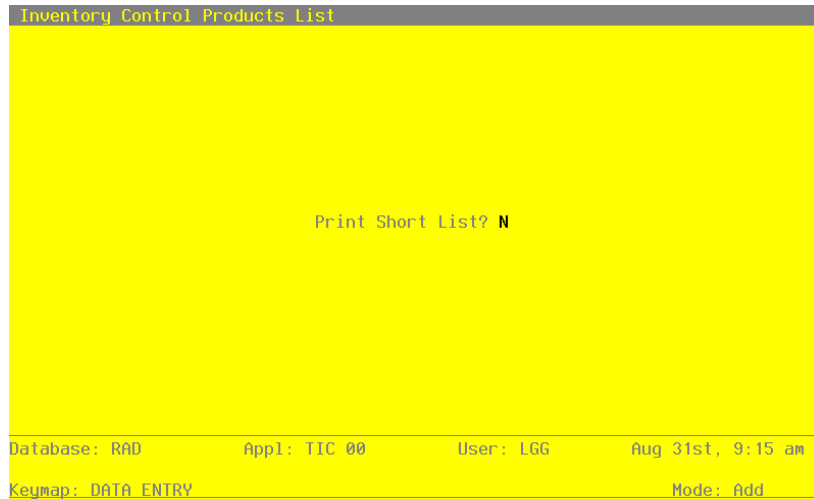 Inventory Control Products List
Print Short List? N
Database: RAD Appl: TIC 00 User: LGG Aug 31st, 9:15 am
Keymap: DATA ENTRY Mode: Add